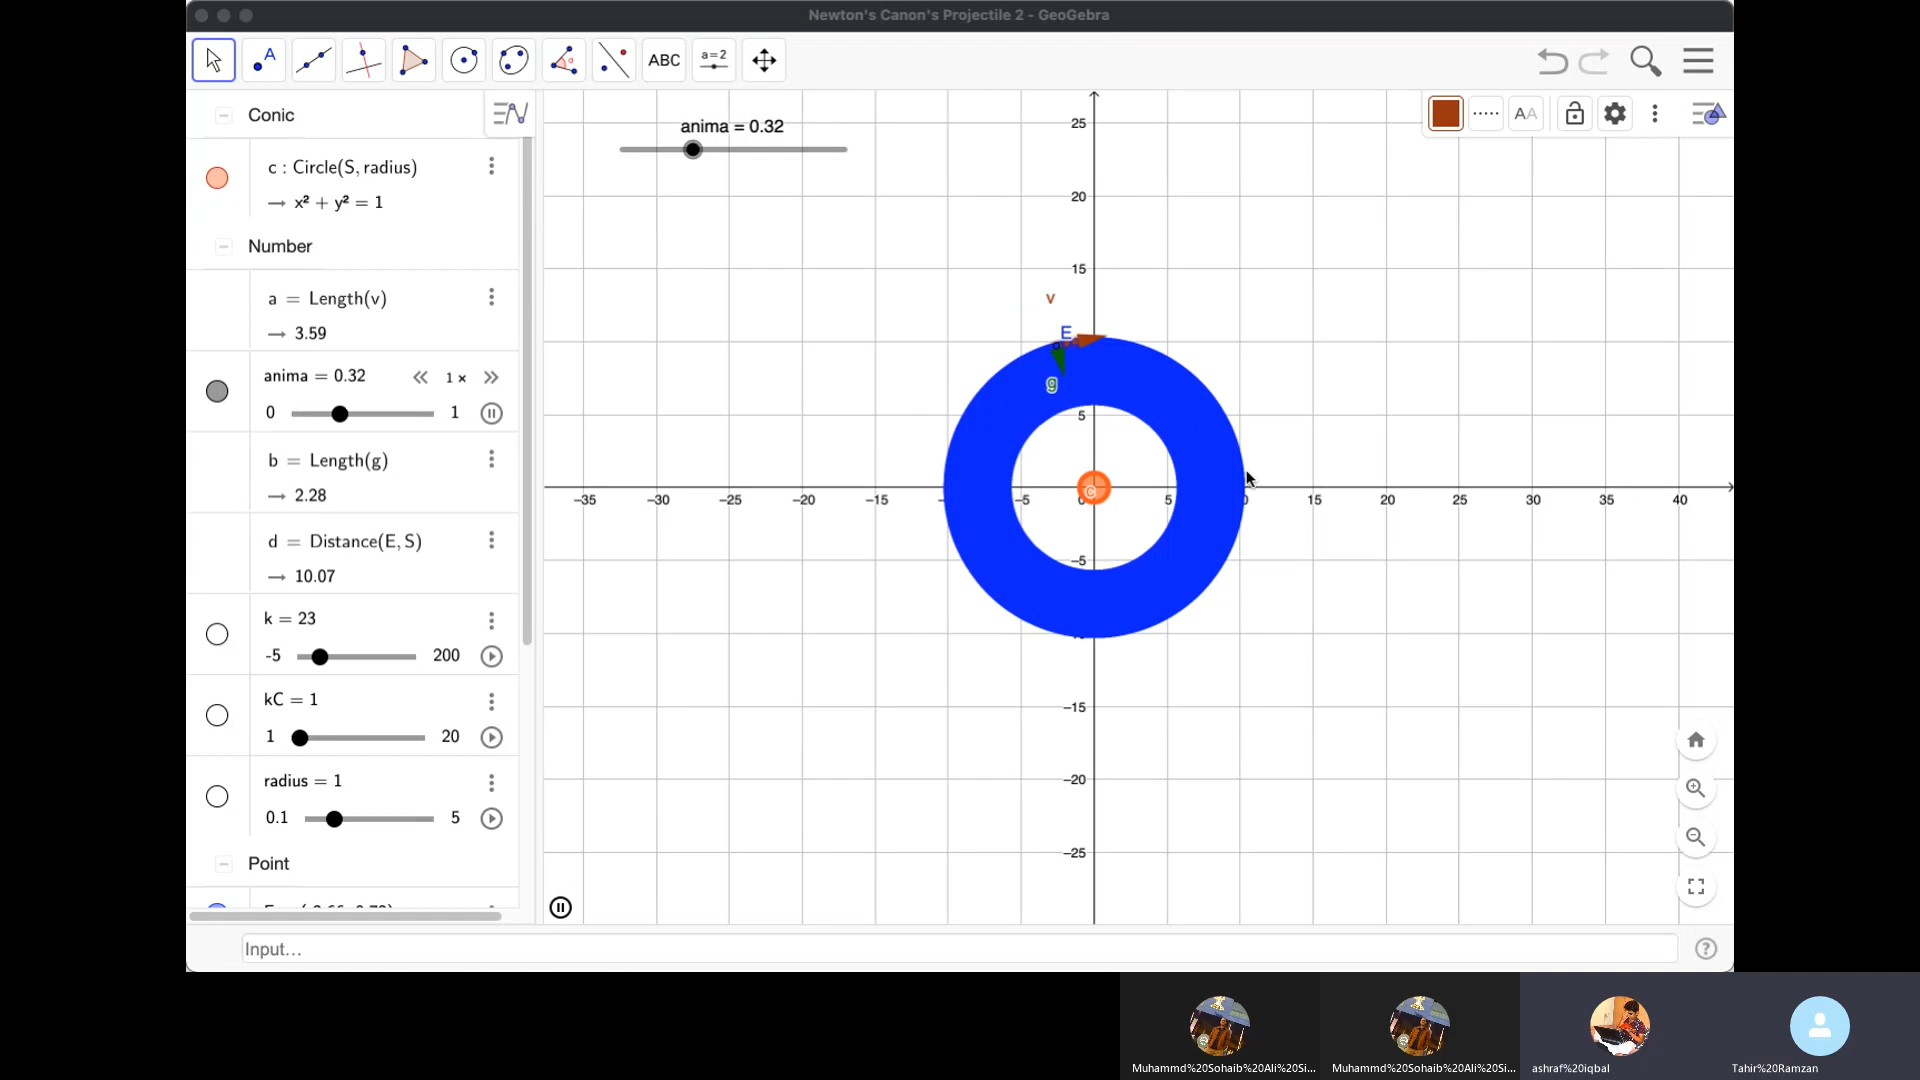 Newton's Canon's Projectile 2 - GeoGebra
A
ABC
a=2
Conic
c : Circle(S, radius)
→ x² + y² = 1
Number
a = Length(v)
→ 3.59
anima = 0.32
1 ×
0
1
b = Length(g)
→ 2.28
d = Distance(E, S)
→ 10.07
k = 23
-5
200
kC = 1
1
20
radius = 1
0.1
5
Point
anima = 0.32
AA
25
20
15
v
E
g
5
c
−35
−30
−25
−20
−15
−5
0
5
15
20
25
30
35
40
−5
−15
−20
−25
Input…
?
Muhammd%20Sohaib%20Ali%20Si...
Muhammd%20Sohaib%20Ali%20Si...
ashraf%20iqbal
Tahir%20Ramzan